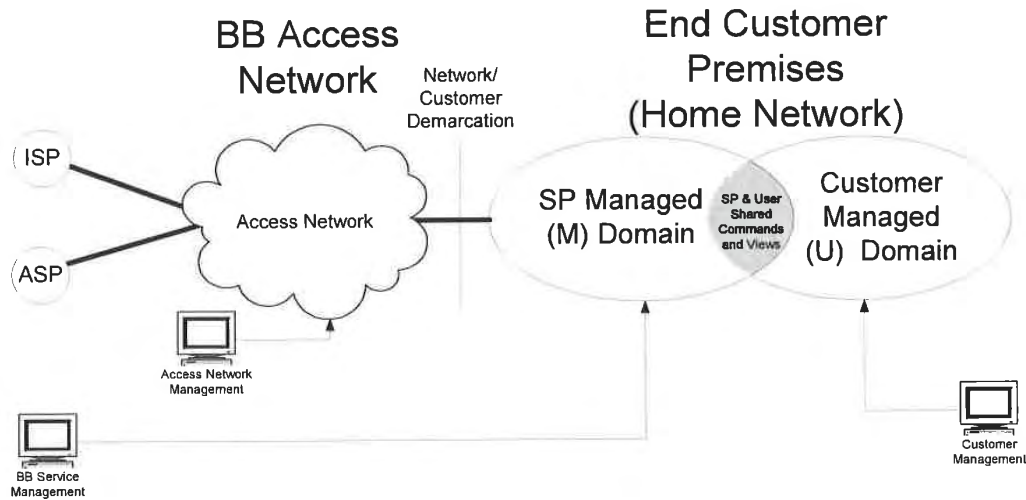 BB Access
Network
End Customer
Premises
(Home Network)
Network/
Customer
Demarcation
ISP
Access Network
ASP
SP Managed
(M) Domain
SP & User
Shared
Commands
and Views
Customer
Managed
(U) Domain
Access Network
Management
BB Service
Management
Customer
Management